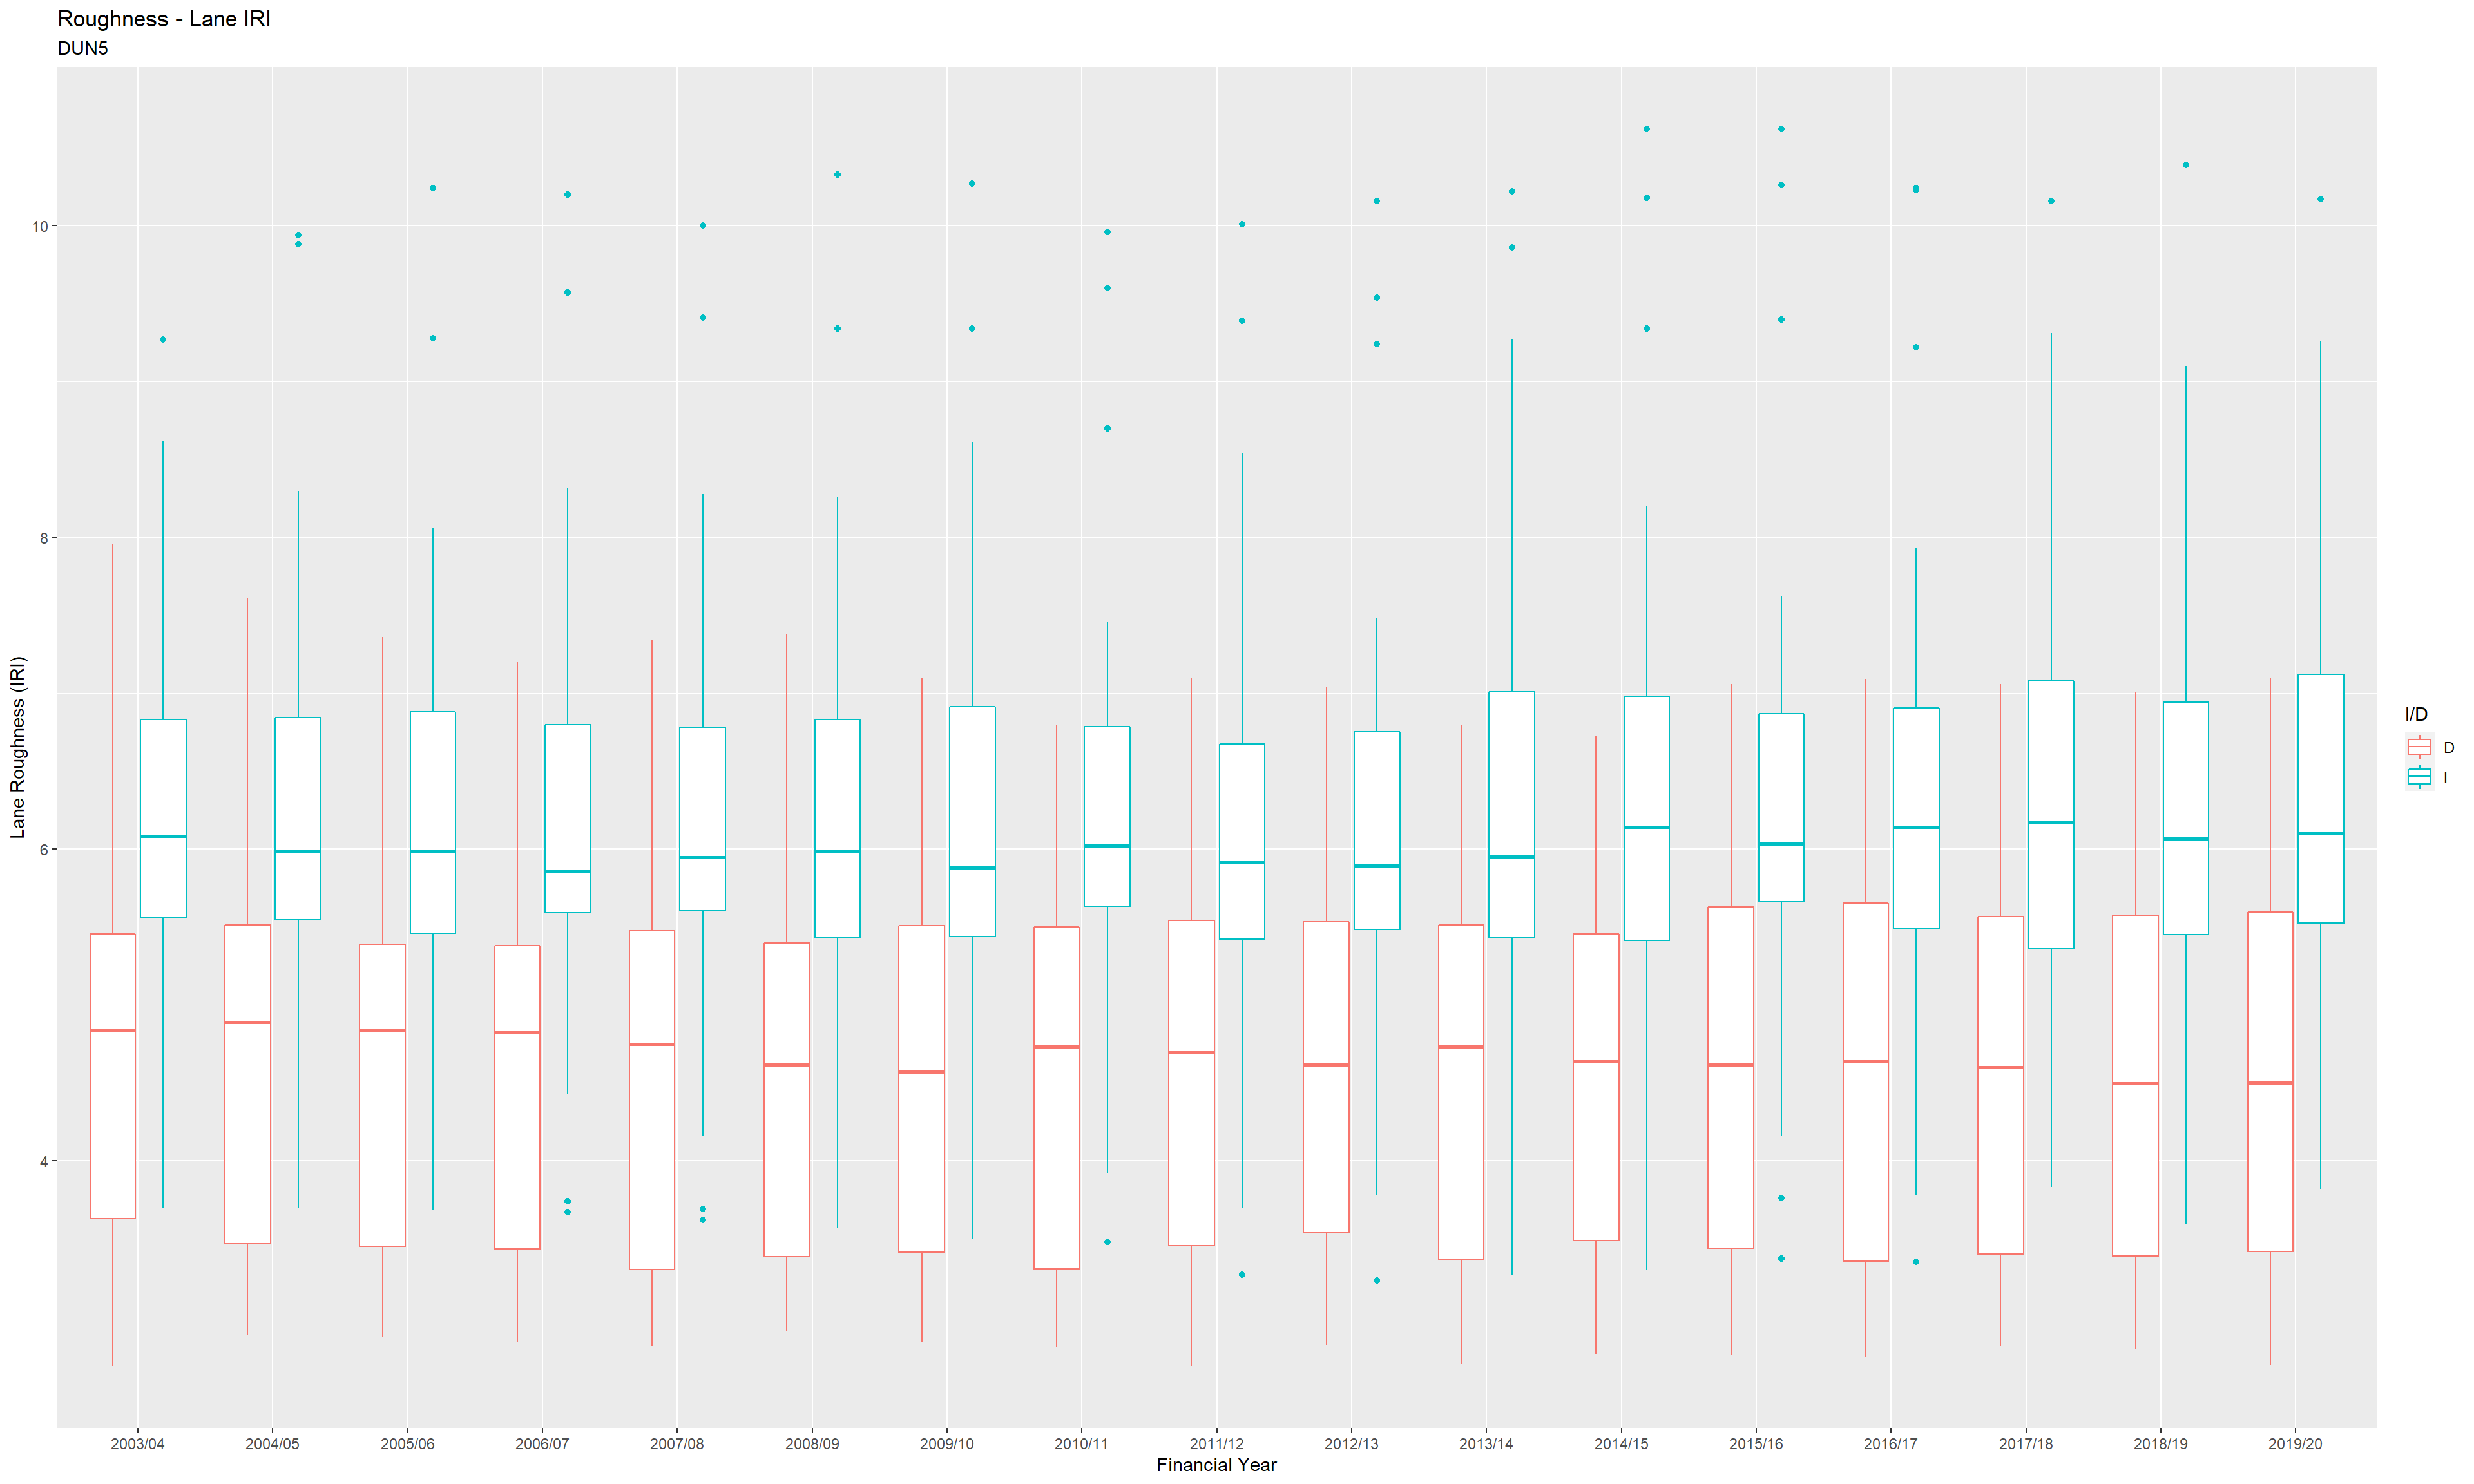 Roughness - Lane IRI
DUN5
Lane Roughness (IRI)
10
8
6
4
2003/04 2004/05 2005/06 2006/07 2007/08 2008/09 2009/10 2010/11 2011/12 2012/13 2013/14 2014/15 2015/16 2016/17 2017/18 2018/19 2019/20
Financial Year
I/D
D
I